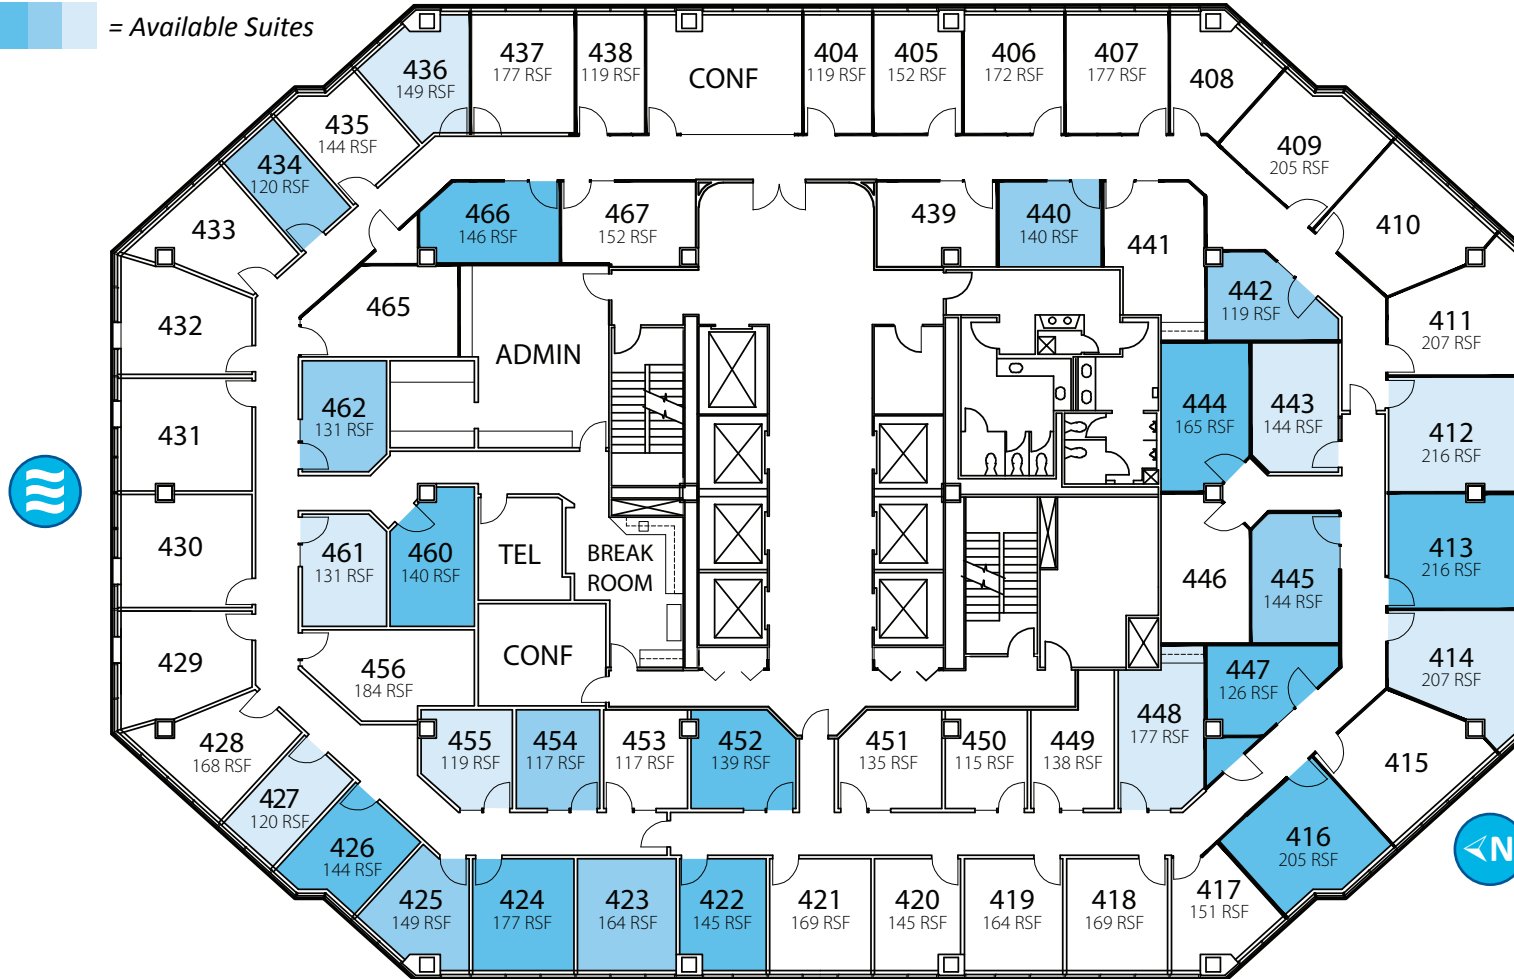 = Available Suites
436
149 RSF
437
177 RSF
438
119 RSF
CONF
404
119 RSF
405
152 RSF
406
172 RSF
407
177 RSF
408
435
144 RSF
409
205 RSF
434
120 RSF
410
433
466
146 RSF
467
152 RSF
439
440
140 RSF
441
442
119 RSF
432
465
411
207 RSF
ADMIN
462
131 RSF
444
165 RSF
443
144 RSF
412
216 RSF
431
430
461
131 RSF
460
140 RSF
TEL
BREAK
ROOM
446
445
144 RSF
413
216 RSF
429
456
184 RSF
CONF
447
126 RSF
414
207 RSF
428
168 RSF
455
119 RSF
454
117 RSF
453
117 RSF
452
139 RSF
451
135 RSF
450
115 RSF
449
138 RSF
448
177 RSF
415
427
120 RSF
426
144 RSF
416
205 RSF
N
425
149 RSF
424
177 RSF
423
164 RSF
422
145 RSF
421
169 RSF
420
145 RSF
419
164 RSF
418
169 RSF
417
151 RSF